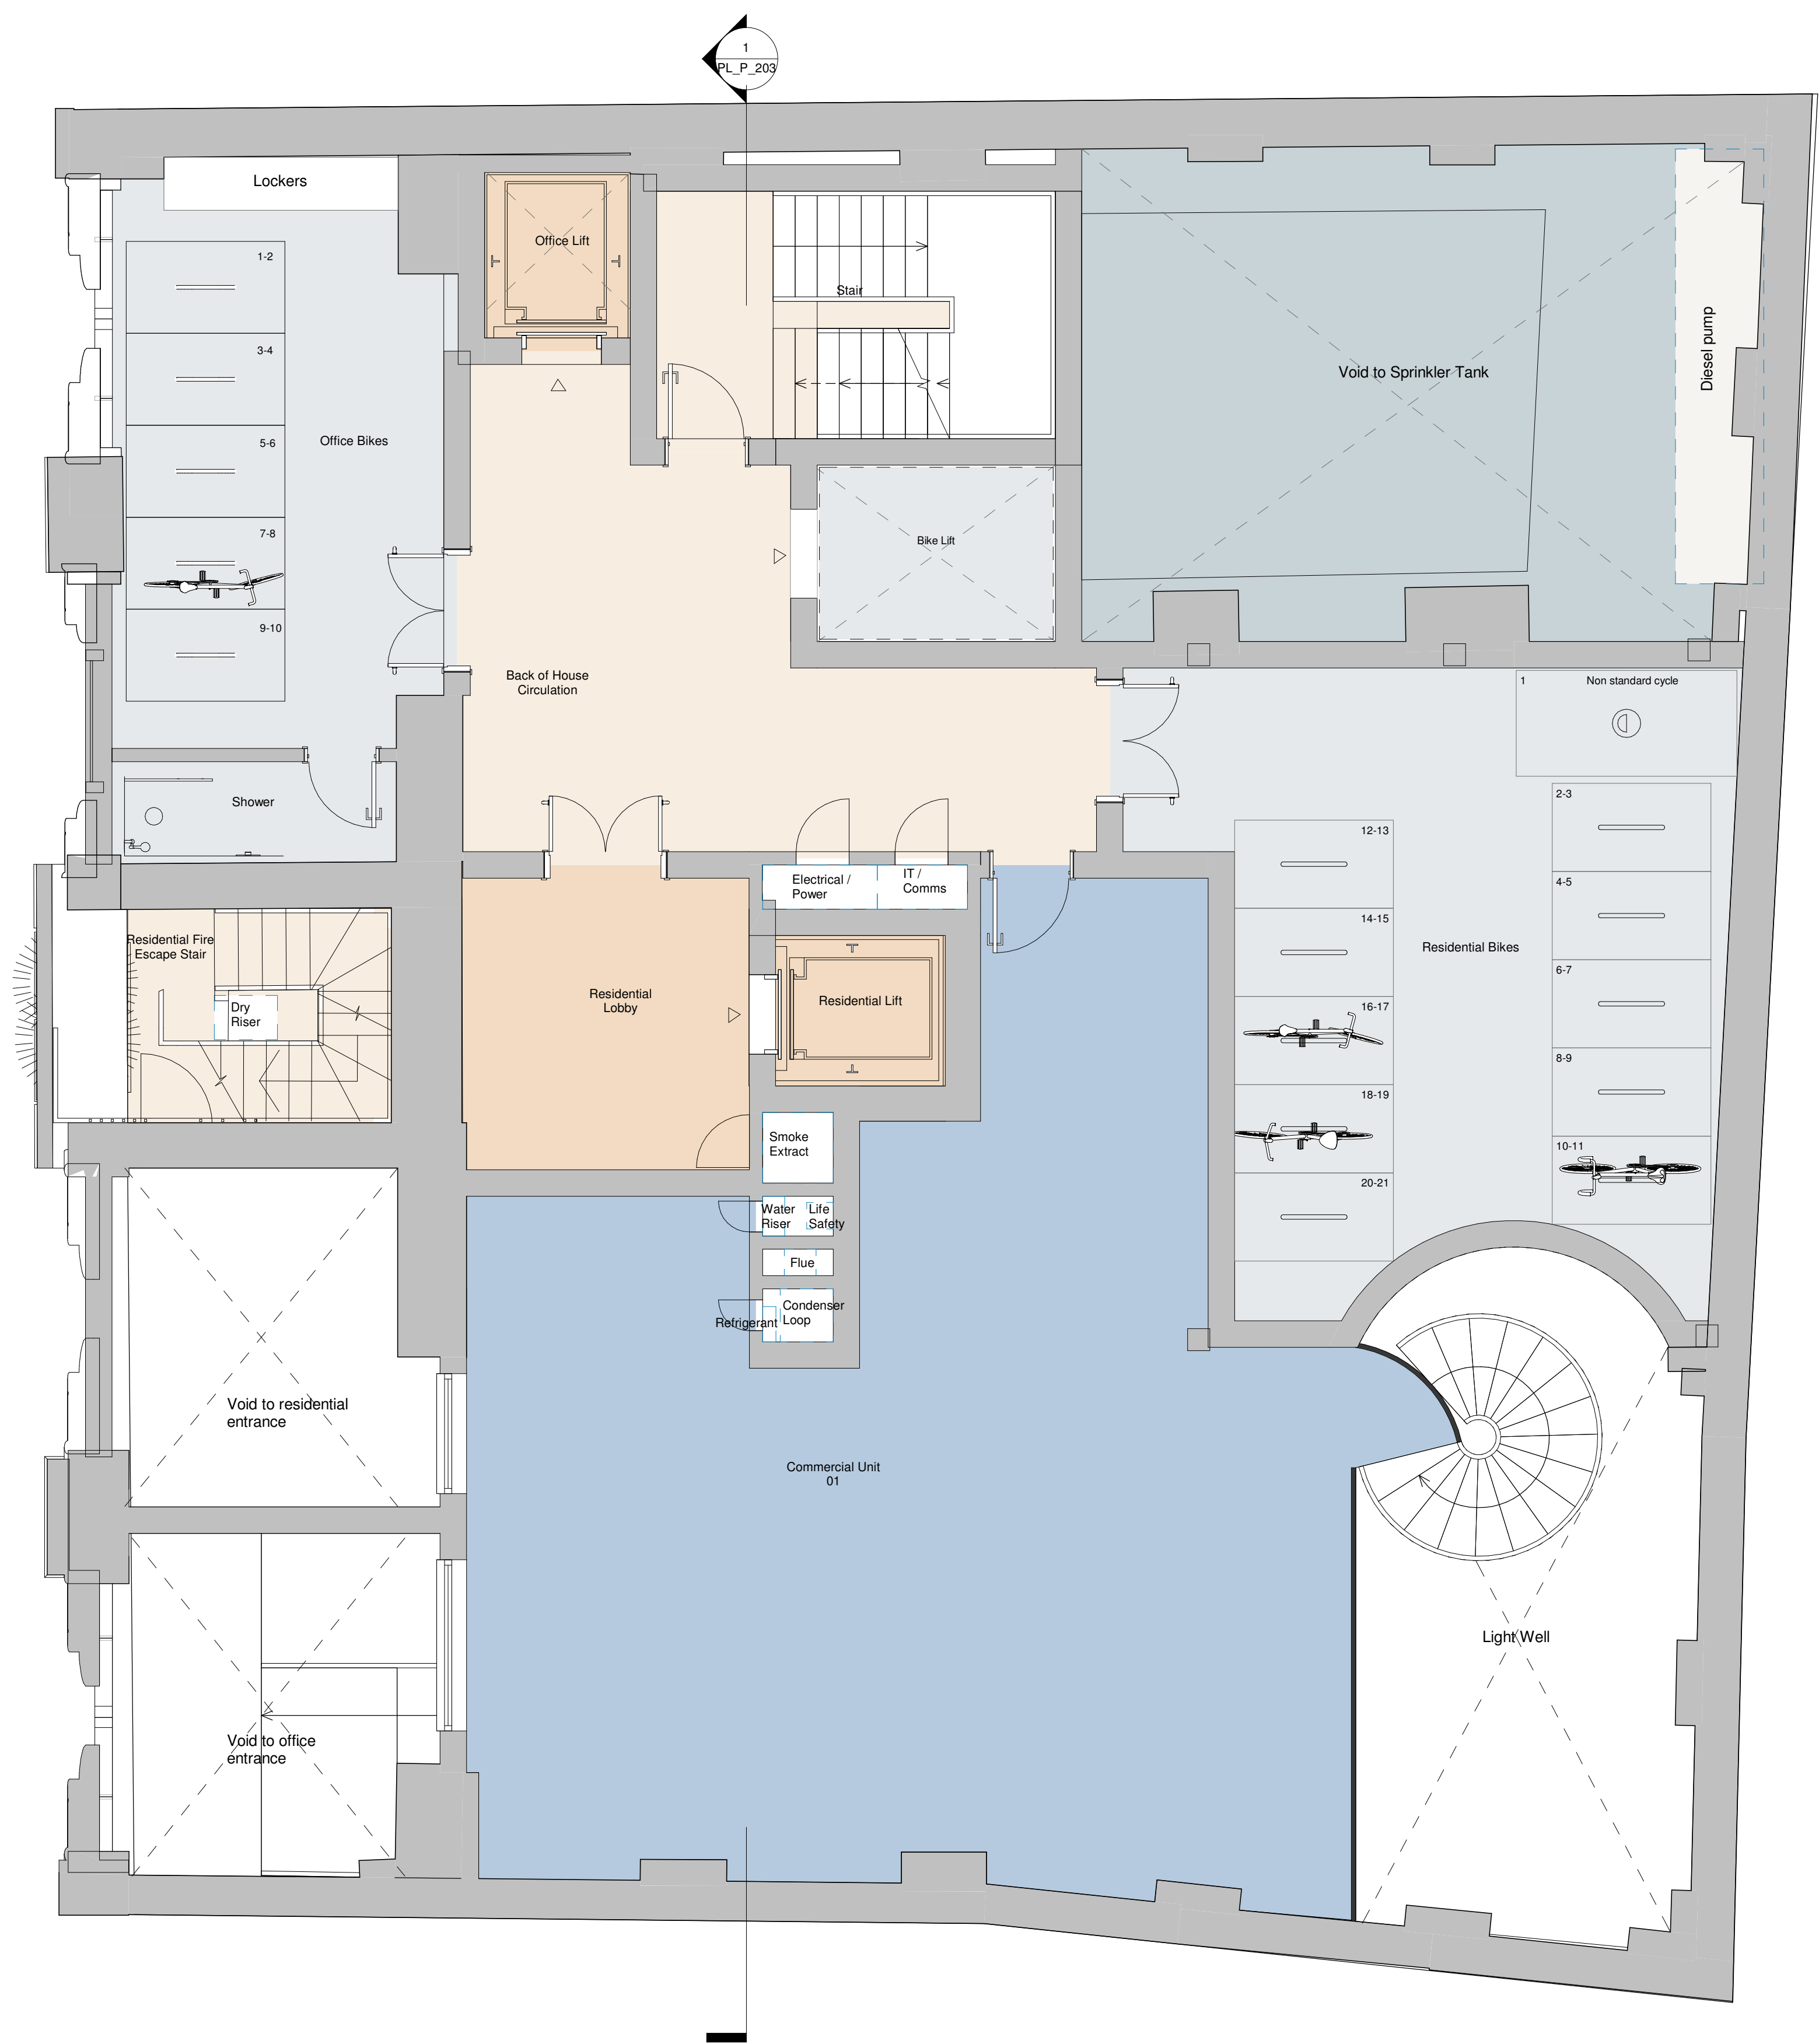 1
PL_P_203
Lockers
Office Lift
1-2
Stair
3-4
Void to Sprinkler Tank
Diesel pump
Office Bikes
5-6
7-8
Bike Lift
9-10
Back of House
Circulation
1
Non standard cycle
2-3
Shower
12-13
Electrical /
Power
IT /
Comms
4-5
14-15
Residential Fire
Escape Stair
Residential Bikes
6-7
Residential
Lobby
Residential Lift
Dry
Riser
16-17
8-9
18-19
Smoke
Extract
10-11
20-21
Water
Riser
Life
Safety
Flue
Condenser
Loop
Refrigerant
Void to residential
entrance
Commercial Unit
01
Light Well
Void to office
entrance